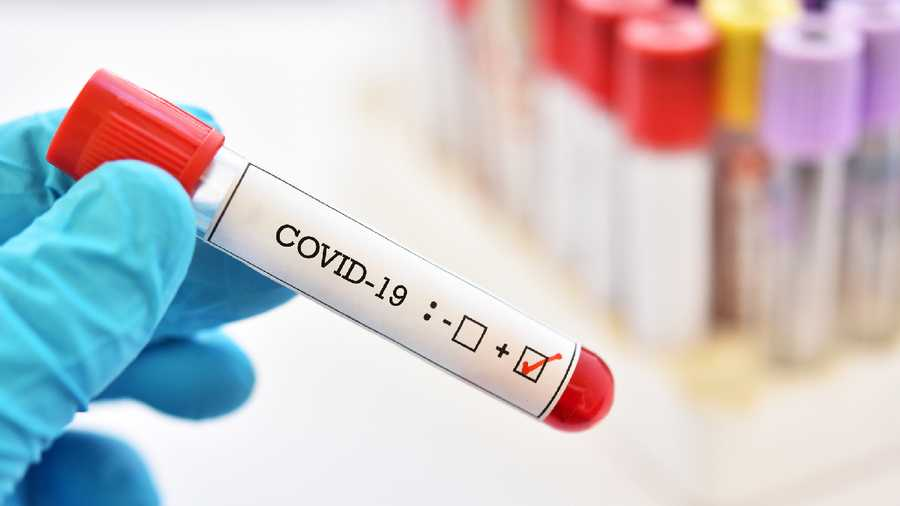 COVID-19 : - ☐ + ☑